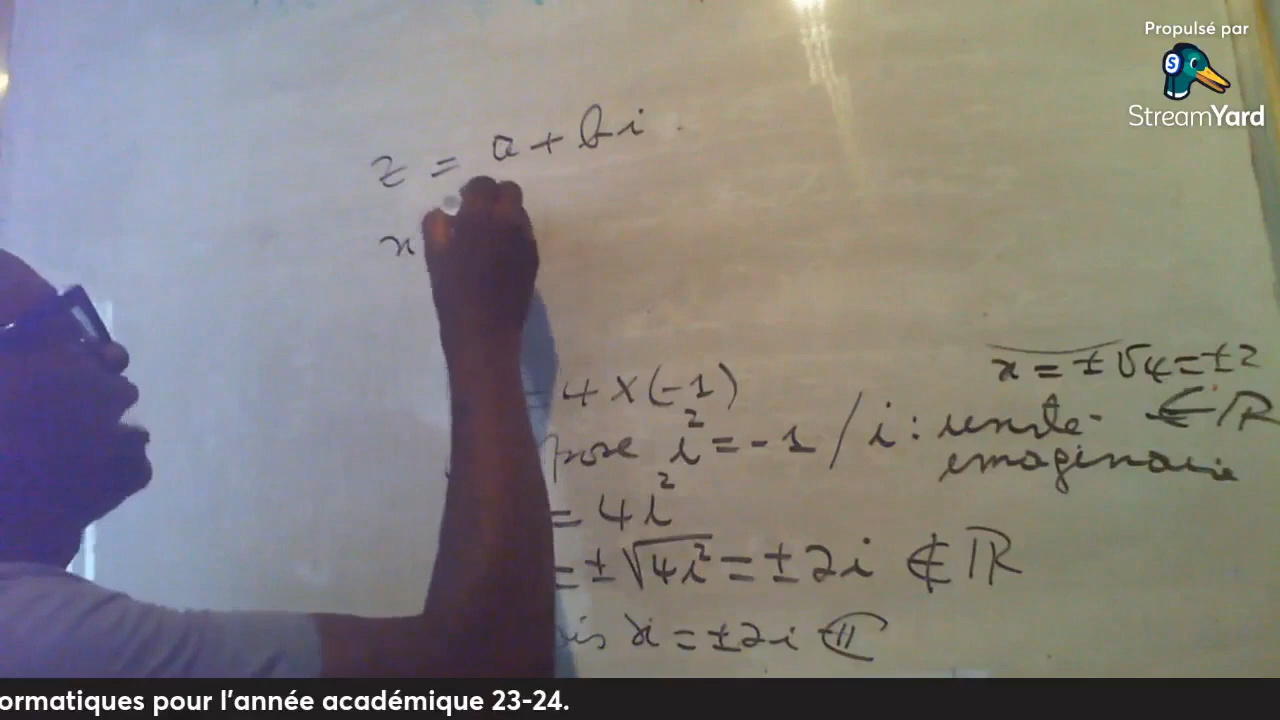 Propulsé par
StreamYard
z = a + bi
x
x = ±√4 = ±2
∈ ℝ
4 × (-1)
pose i² = -1 / i : unité
imaginaire
= 4i²
= ±√4i² = ±2i ∉ ℝ
is x = ±2i ∈ ℂ
ormatiques pour l'année académique 23-24.